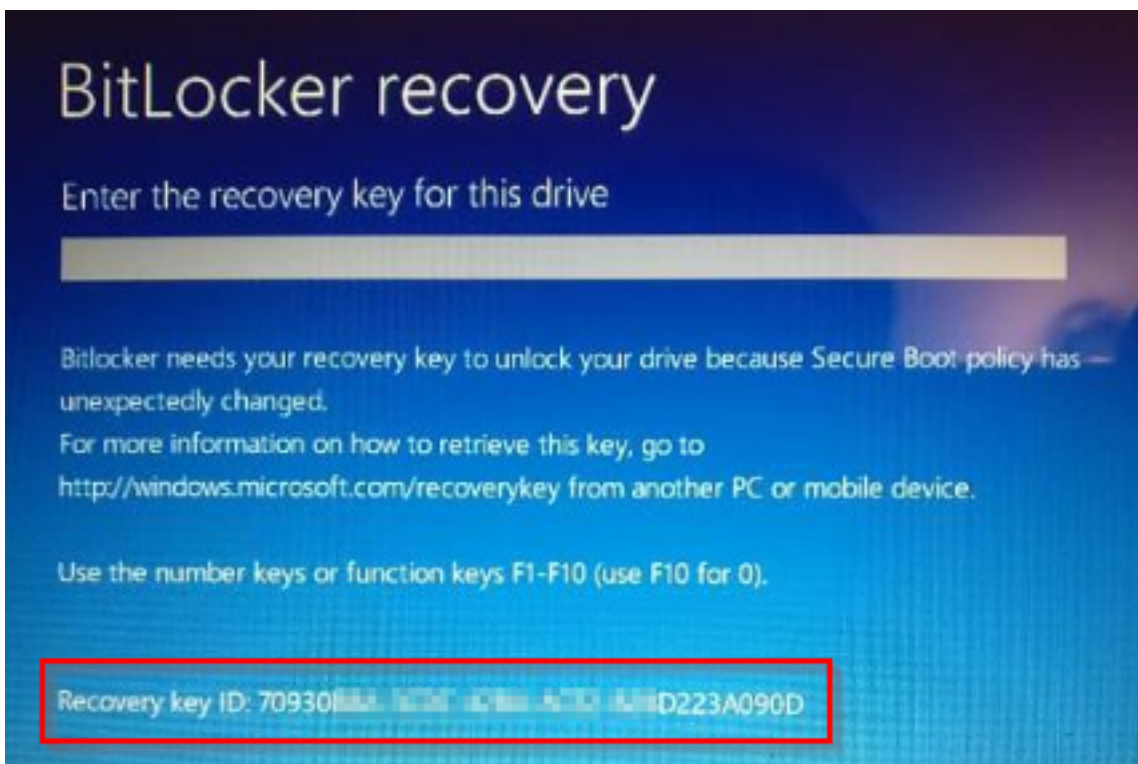 BitLocker recovery
Enter the recovery key for this drive
Bitlocker needs your recovery key to unlock your drive because Secure Boot policy has
unexpectedly changed.
For more information on how to retrieve this key, go to
http://windows.microsoft.com/recoverykey from another PC or mobile device.
Use the number keys or function keys F1-F10 (use F10 for 0).
Recovery key ID: 70930 D223A090D